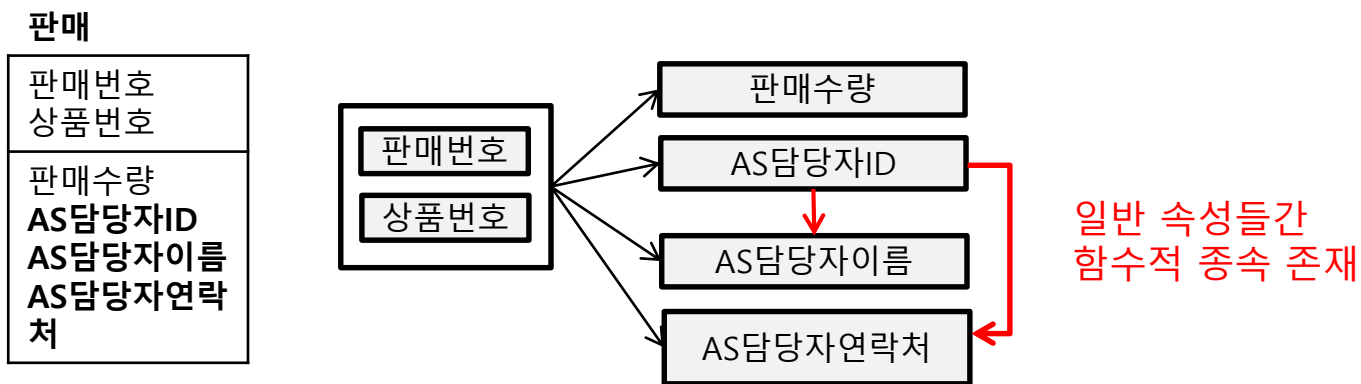 판매
판매번호
상품번호
판매수량
AS담당자ID
AS담당자이름
AS담당자연락
처
판매번호
상품번호
판매수량
AS담당자ID
AS담당자이름
AS담당자연락처
일반 속성들간
함수적 종속 존재